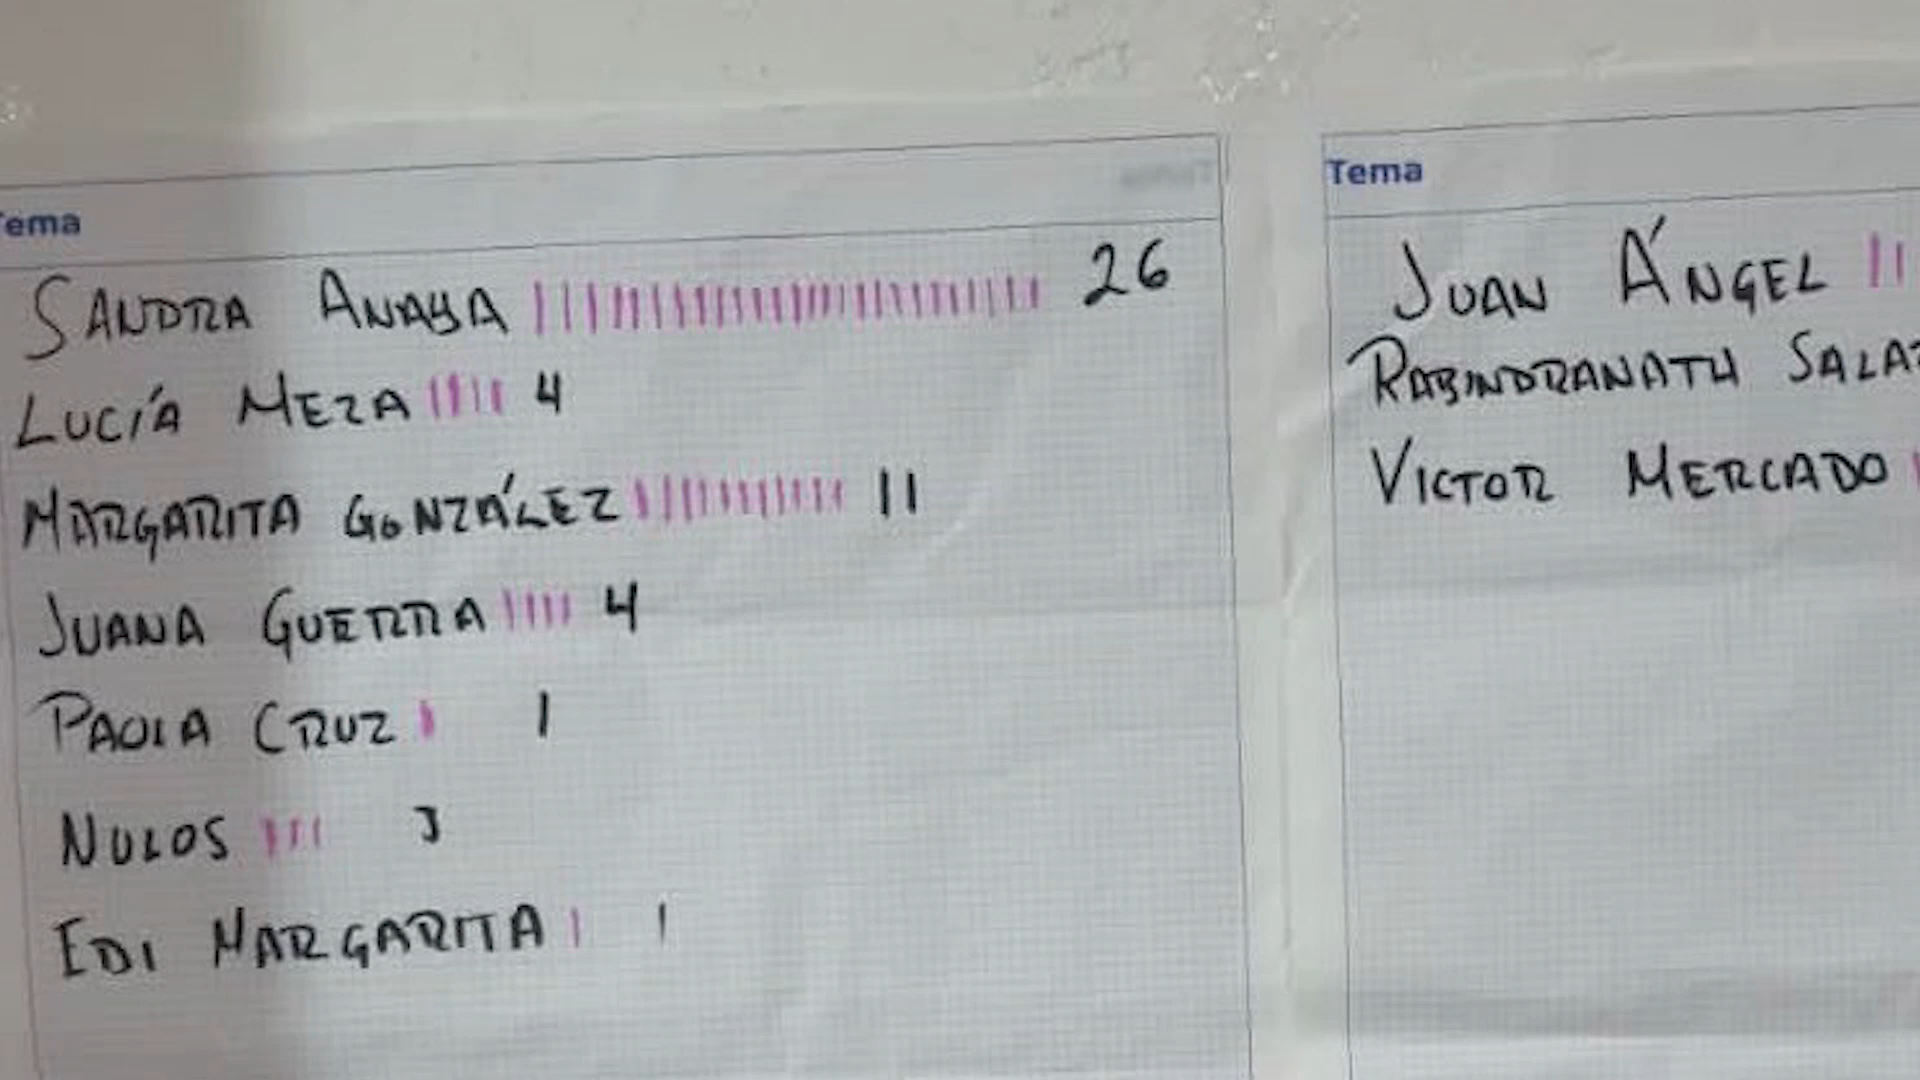 Tema
SANDRA ANAYA 26
LUCÍA MEZA 4
MARGARITA GONZÁLEZ 11
JUANA GUERRA 4
PAOLA CRUZ 1
NULOS 3
EDI MARGARITA 1
Tema
JUAN ÁNGEL
RABINDRANATH
VICTOR MERCADO